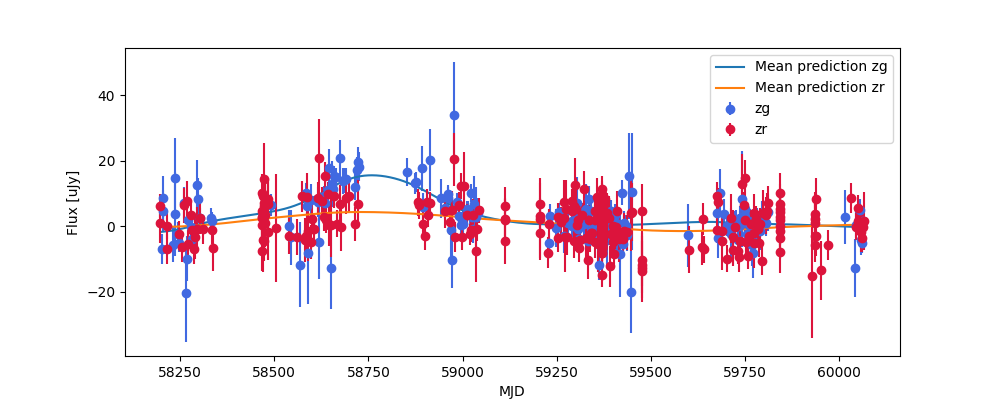 Mean prediction zg
Mean prediction zr
zg
zr
40
20
0
−20
Flux [uJy]
58250 58500 58750 59000 59250 59500 59750 60000
MJD